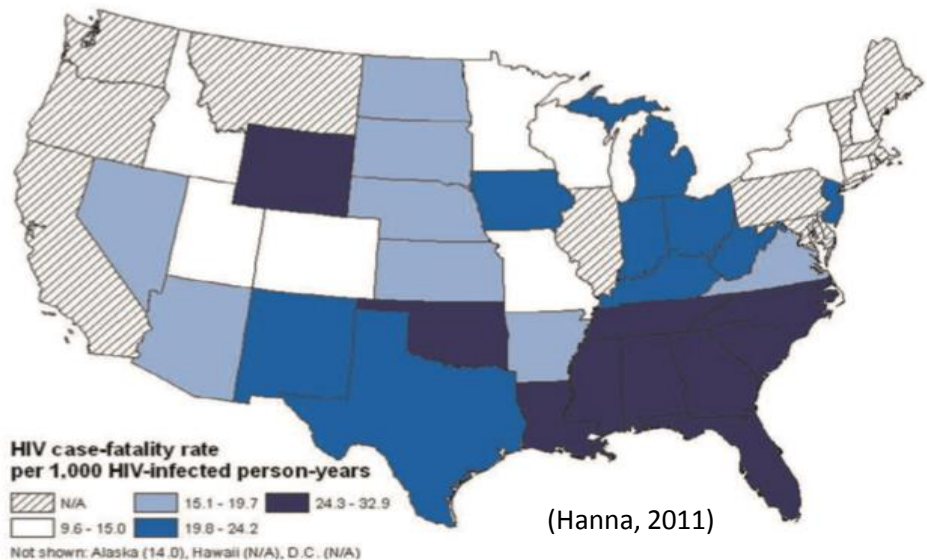 HIV case-fatality rate
per 1,000 HIV-infected person-years
N/A 15.1 - 19.7 24.3 - 32.9
9.6 - 15.0 19.8 - 24.2
Not shown: Alaska (14.0), Hawaii (N/A), D.C. (N/A)
(Hanna, 2011)